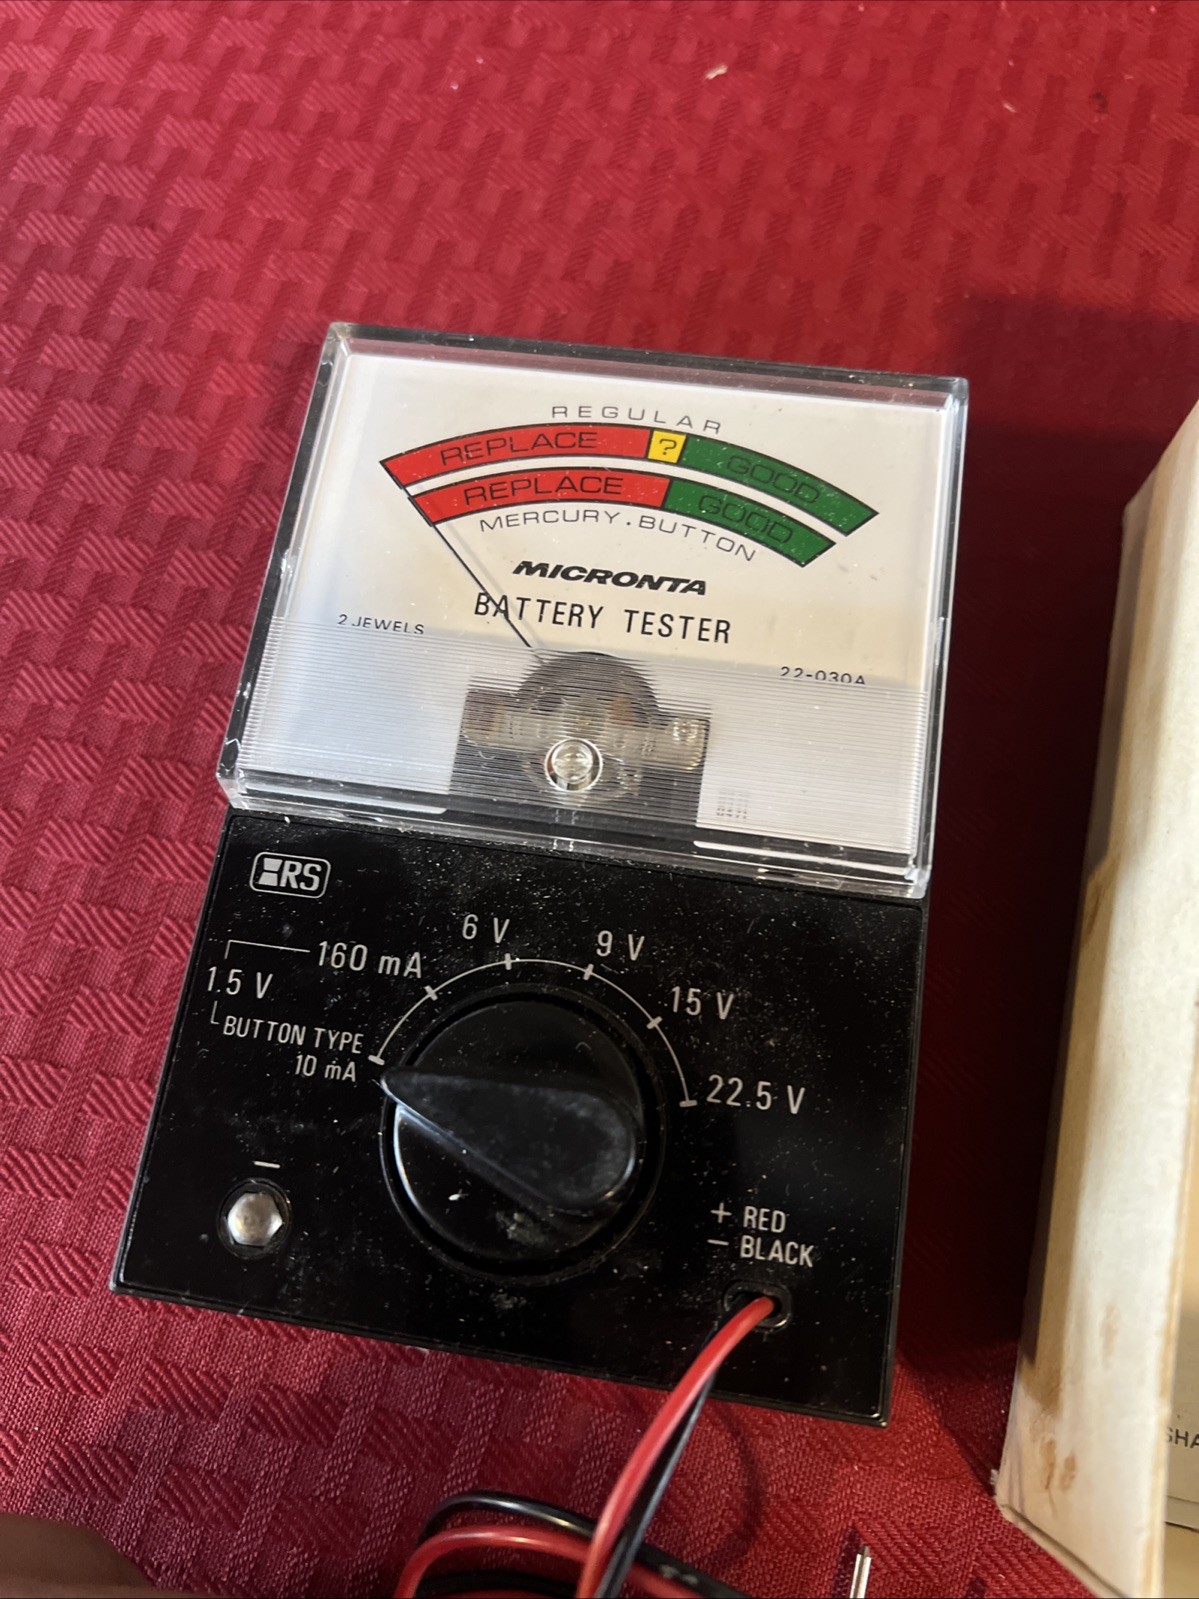 REGULAR
REPLACE ? GOOD
REPLACE GOOD
MERCURY . BUTTON
MICRONTA
BATTERY TESTER
2 JEWELS
22-030A
RS
6 V
9 V
160 mA
15 V
1.5 V
BUTTON TYPE
10 mA
22.5 V
—
+ RED
− BLACK
SHA